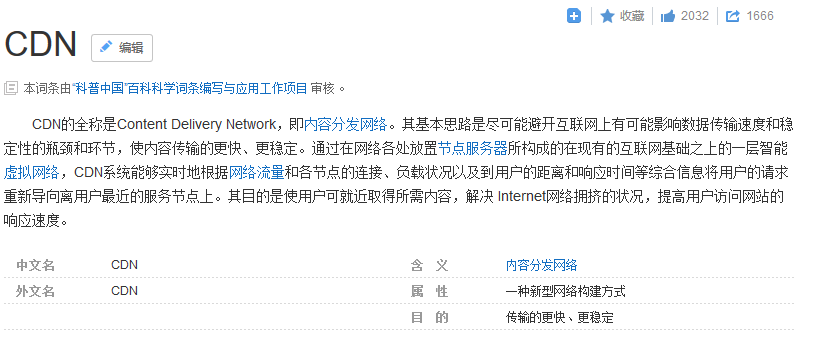 收藏 2032 1666
CDN 编辑
本词条由“科普中国”百科科学词条编写与应用工作项目 审核 。
CDN的全称是Content Delivery Network，即内容分发网络。其基本思路是尽可能避开互联网上有可能影响数据传输速度和稳
定性的瓶颈和环节，使内容传输的更快、更稳定。通过在网络各处放置节点服务器所构成的在现有的互联网基础之上的一层智能
虚拟网络，CDN系统能够实时地根据网络流量和各节点的连接、负载状况以及到用户的距离和响应时间等综合信息将用户的请求
重新导向离用户最近的服务节点上。其目的是使用户可就近取得所需内容，解决 Internet网络拥挤的状况，提高用户访问网站的
响应速度。
中文名 CDN 含 义 内容分发网络
外文名 CDN 属 性 一种新型网络构建方式
目 的 传输的更快、更稳定